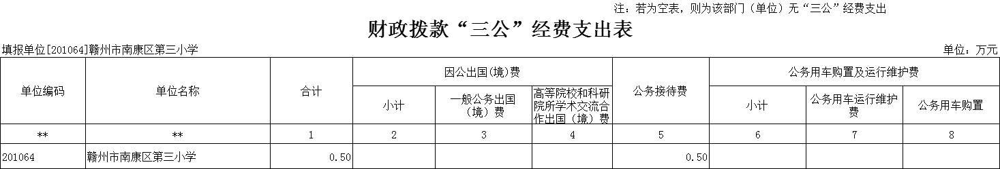 注：若为空表，则为该部门（单位）无“三公”经费支出
财政拨款“三公”经费支出表
填报单位[201064]赣州市南康区第三小学 单位：万元
单位编码 单位名称 合计 因公出国(境)费 公务接待费 公务用车购置及运行维护费
小计 一般公务出国（境）费 高等院校和科研院所学术交流合作出国（境）费 小计 公务用车运行维护费 公务用车购置
** ** 1 2 3 4 5 6 7 8
201064 赣州市南康区第三小学 0.50 0.50